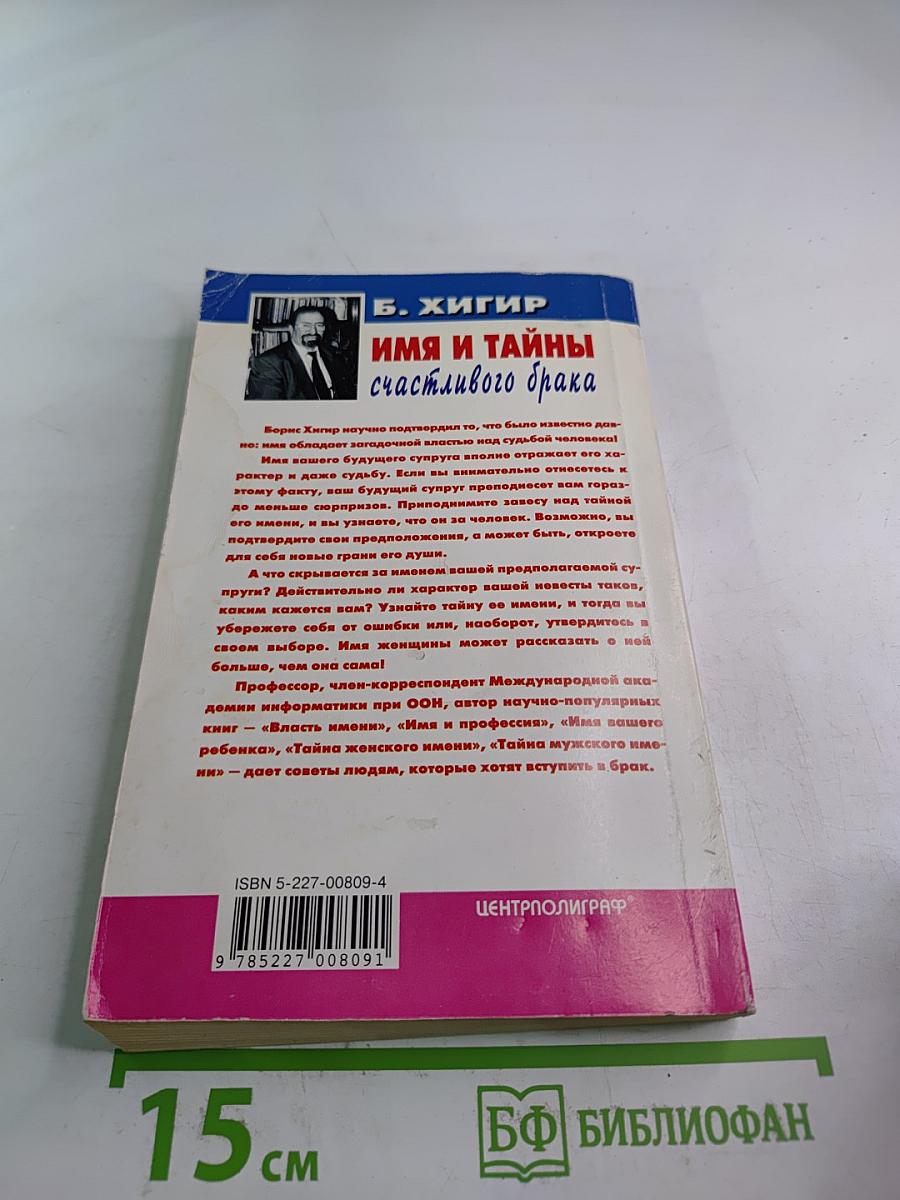 Б. ХИГИР
ИМЯ И ТАЙНЫ
счастливого брака
Борис Хигир научно подтвердил то, что было известно дав-
но: имя обладает загадочной властью над судьбой человека!
Имя вашего будущего супруга вполне отражает его ха-
рактер и даже судьбу. Если вы внимательно отнесетесь к
этому факту, ваш будущий супруг преподнесет вам гораз-
до меньше сюрпризов. Приподнимите завесу над тайной
его имени, и вы узнаете, что он за человек. Возможно, вы
подтвердите свои предположения, а может быть, откроете
для себя новые грани его души.
А что скрывается за именем вашей предполагаемой су-
пруги? Действительно ли характер вашей невесты таков,
каким кажется вам? Узнайте тайну ее имени, и тогда вы
убережете себя от ошибки или, наоборот, утвердитесь в
своем выборе. Имя женщины может рассказать о ней
больше, чем она сама!
Профессор, член-корреспондент Международной ака-
демии информатики при ООН, автор научно-популярных
книг — «Власть имени», «Имя и профессия», «Имя вашего
ребенка», «Тайна женского имени», «Тайна мужского име-
ни» — дает советы людям, которые хотят вступить в брак.
ISBN 5-227-00809-4
9 785227 008091
ЦЕНТРПОЛИГРАФ®
15 см
БФ БИБЛИОФАН